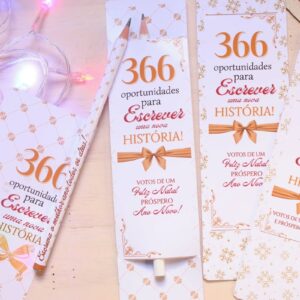 366
oportunidades
para
Escrever
uma nova
HISTÓRIA!
VOTOS DE UM
Feliz Natal
PRÓSPERO
Ano Novo!
366
oportunidades
para
Escrever
uma nova
HISTÓRIA!
VOTOS DE UM
Feliz Natal
PRÓSPERO
Ano Novo!
366
oportunidades
para
Escrever
uma nova
HISTÓRIA